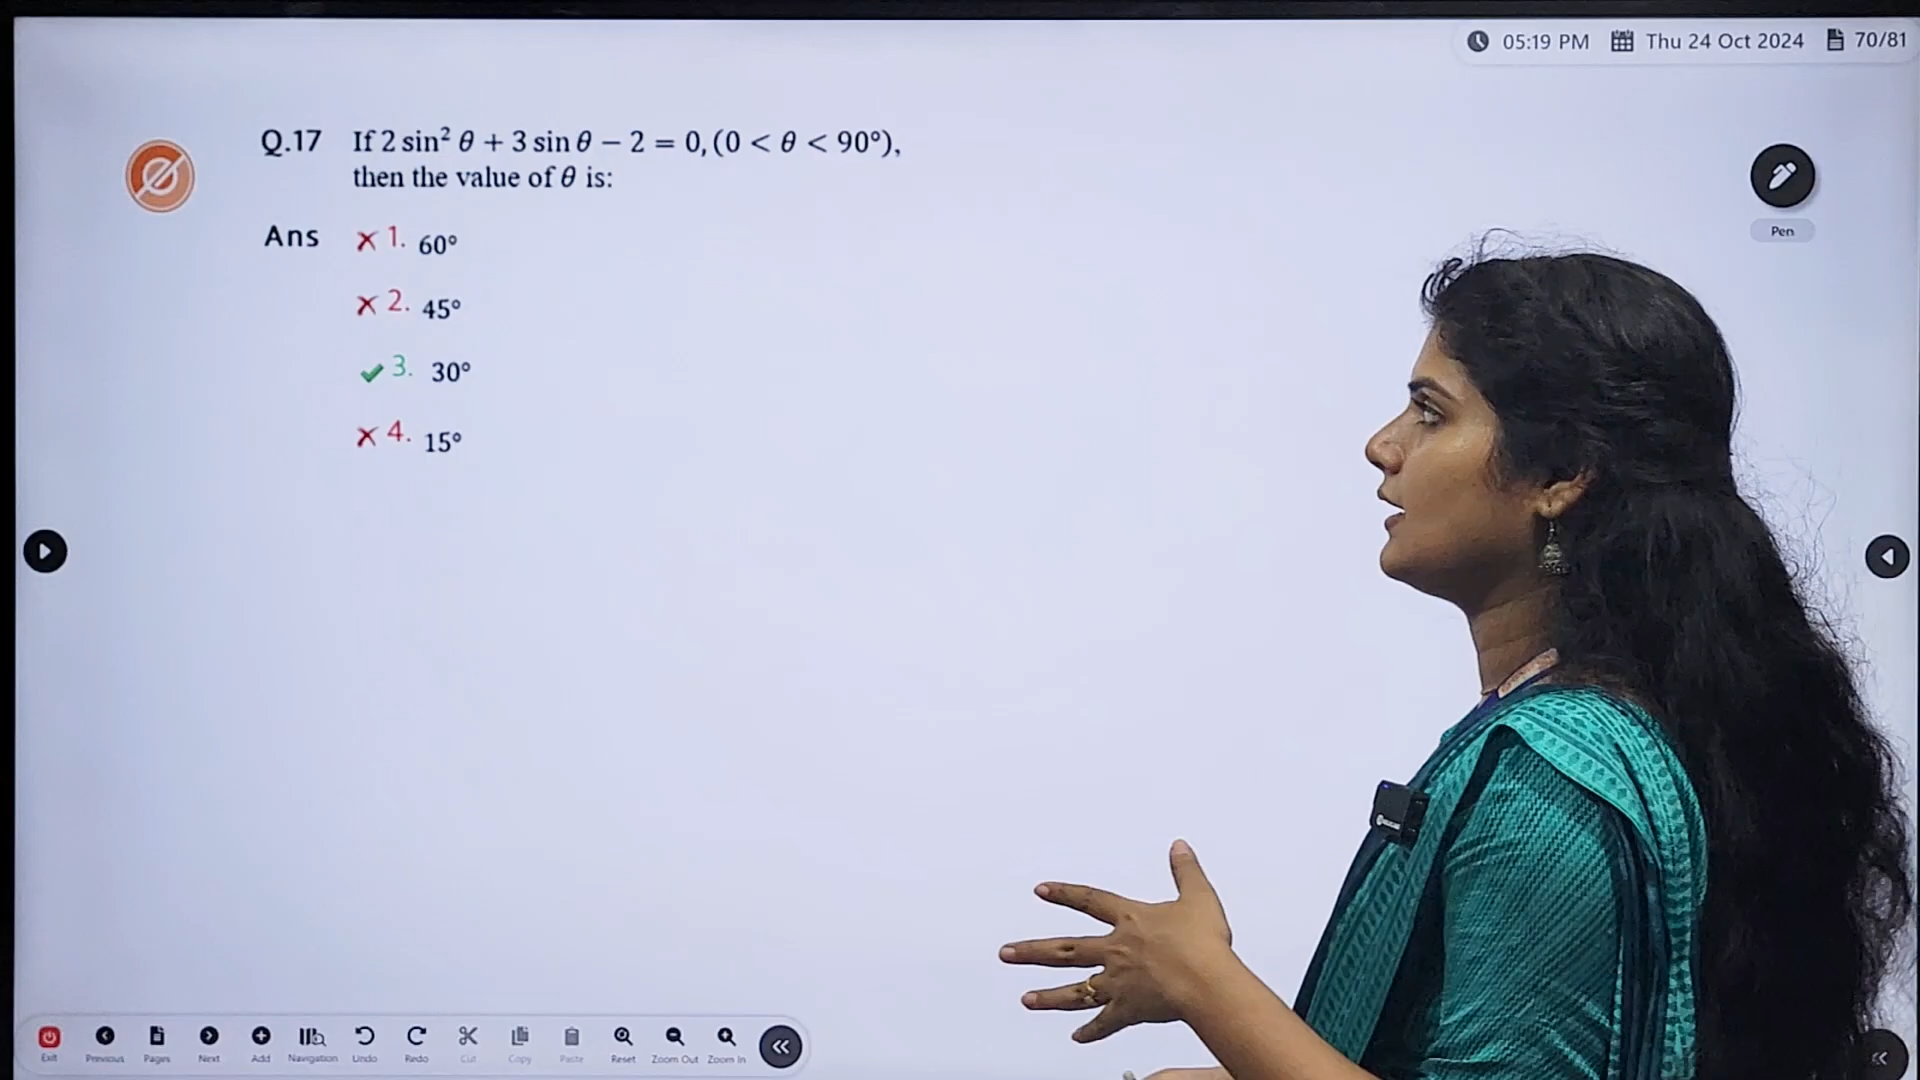 05:19 PM Thu 24 Oct 2024 70/81
Q.17 If 2 sin² θ + 3 sin θ − 2 = 0, (0 < θ < 90°),
then the value of θ is:
Ans 1. 60°
2. 45°
3. 30°
4. 15°
Pen
Exit Previous Pages Next Add Navigation Undo Redo Cut Copy Paste Reset Zoom Out Zoom In